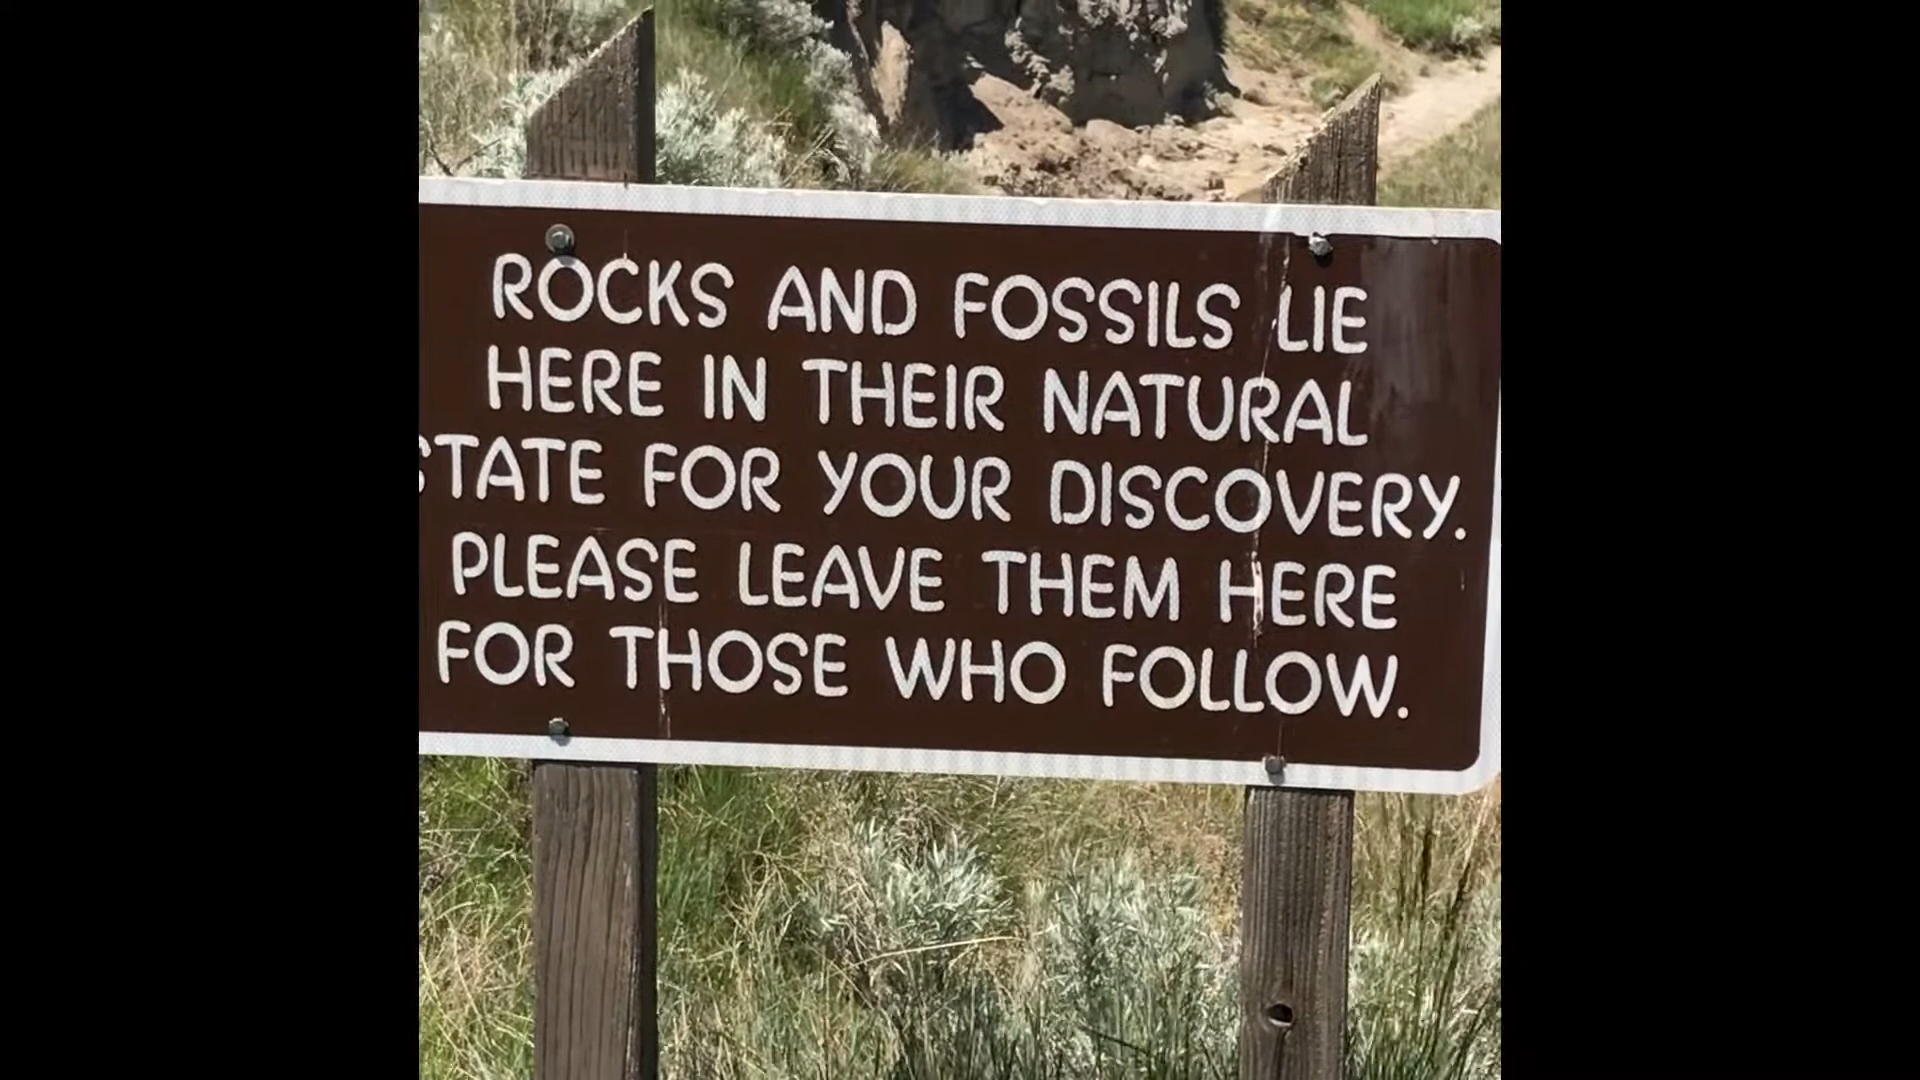 ROCKS AND FOSSILS LIE
HERE IN THEIR NATURAL
STATE FOR YOUR DISCOVERY.
PLEASE LEAVE THEM HERE
FOR THOSE WHO FOLLOW.